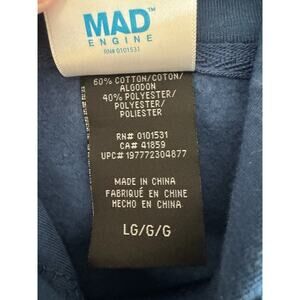 MAD™
ENGINE
RN# 0101531
60% COTTON/COTON/
ALGODON
40% POLYESTER/
POLYESTER/
POLIESTER
RN# 0101531
CA# 41859
UPC# 197772304877
MADE IN CHINA
FABRIQUÉ EN CHINE
HECHO EN CHINA
LG/G/G